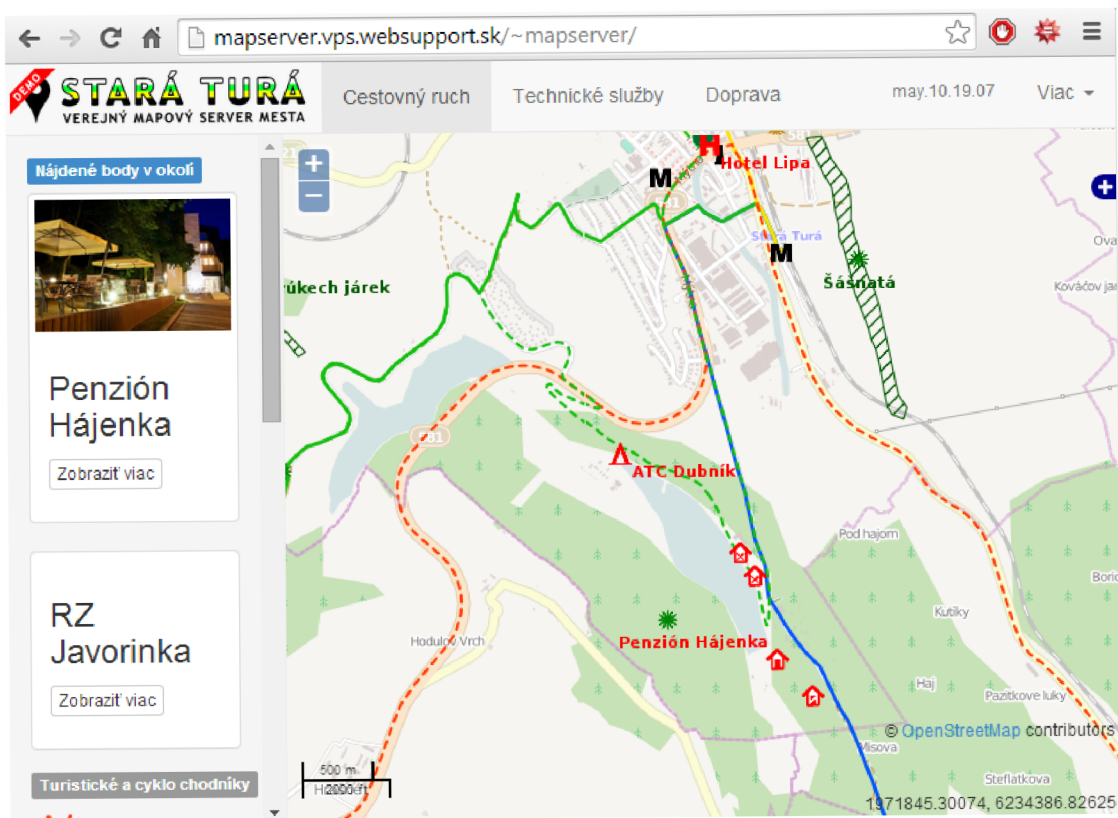 mapserver.vps.websupport.sk/~mapserver/
DEMO
STARÁ TURÁ
VEREJNÝ MAPOVÝ SERVER MESTA
Cestovný ruch
Technické služby
Doprava
may.10.19.07
Viac
Nájdené body v okolí
Penzión
Hájenka
Zobraziť viac
RZ
Javorinka
Zobraziť viac
Turistické a cyklo chodníky
+
−
Hotel Lipa
M
Stará Turá
M
Šášnatá
Ova
Kováčov jar
úkech járek
581
ATC Dubník
Pod hajom
Boric
Kutiky
Penzión Hájenka
Hodulov Vrch
Haj
Pazitkove luky
© OpenStreetMap contributors
Misova
Steflatkova
500 m
2000 ft
1971845.30074, 6234386.82625